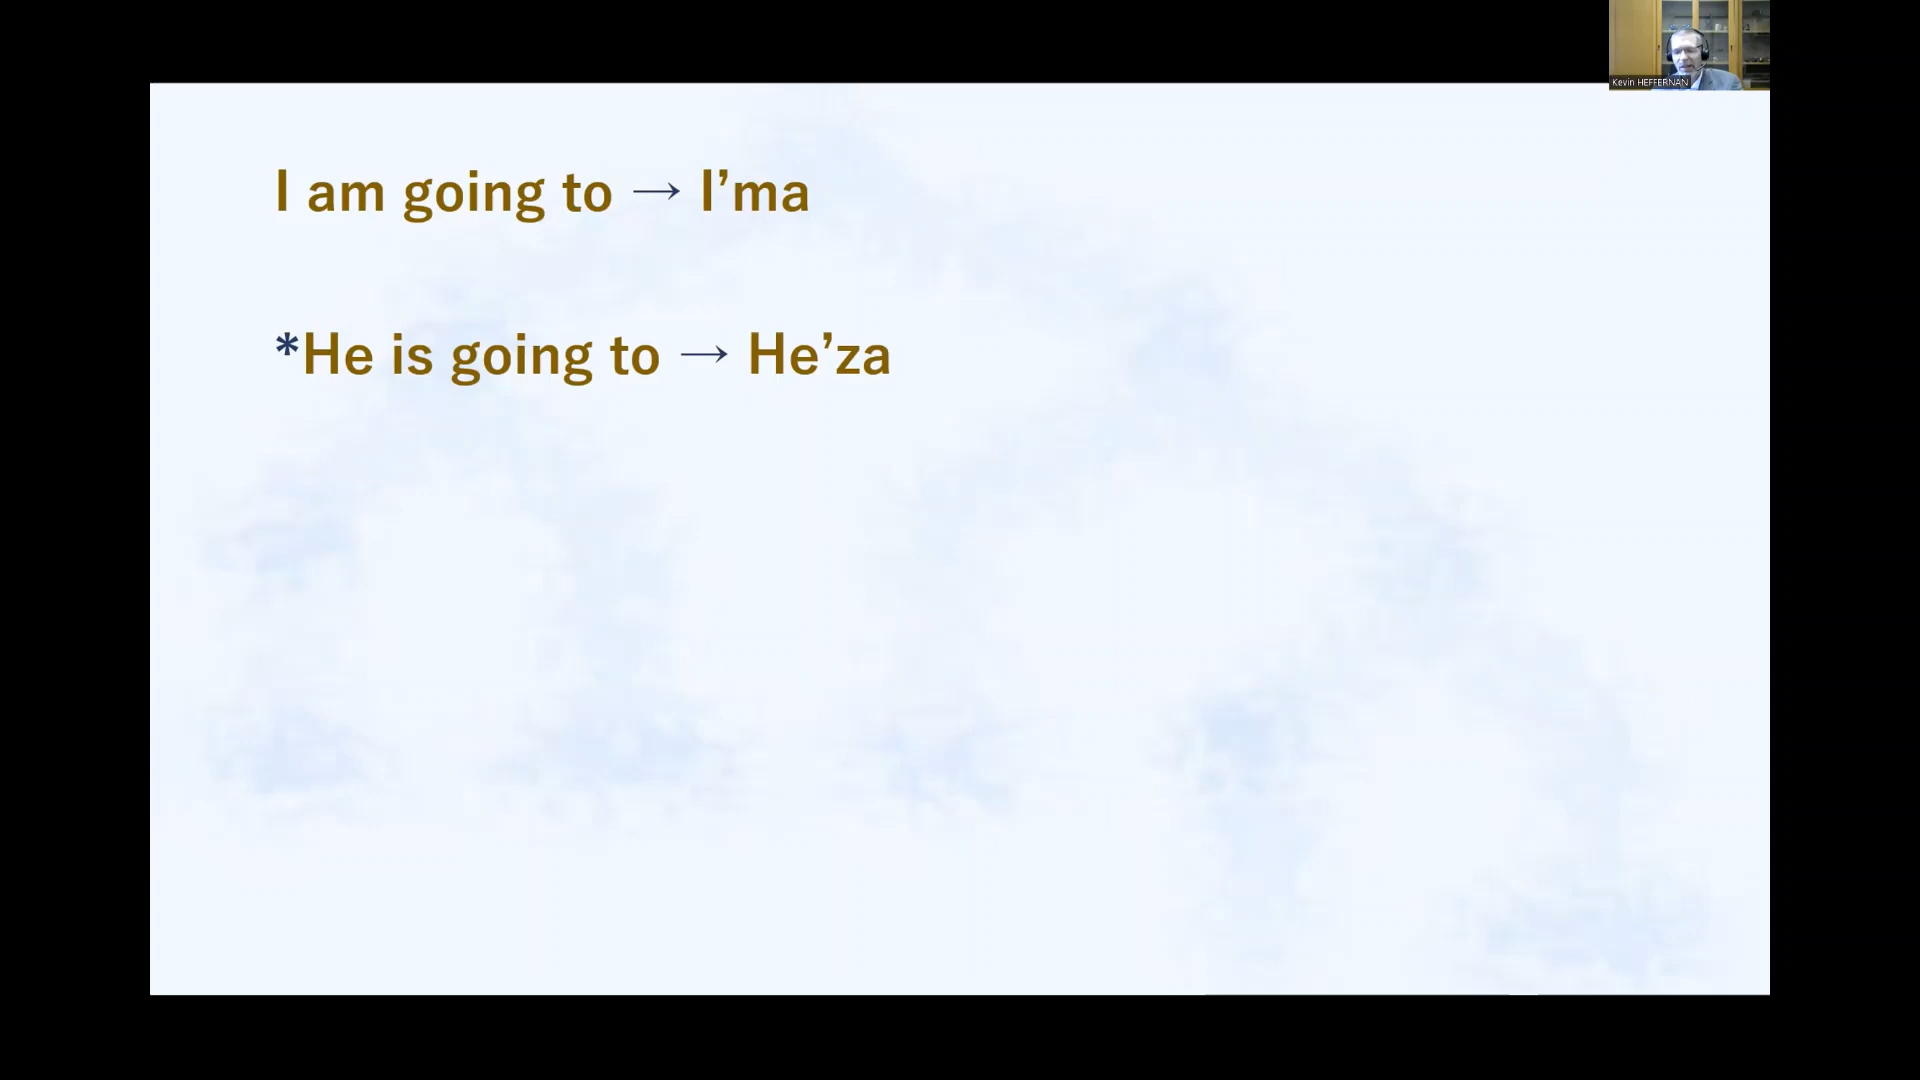 Kevin HEFFERNAN
I am going to → I’ma
*He is going to → He’za